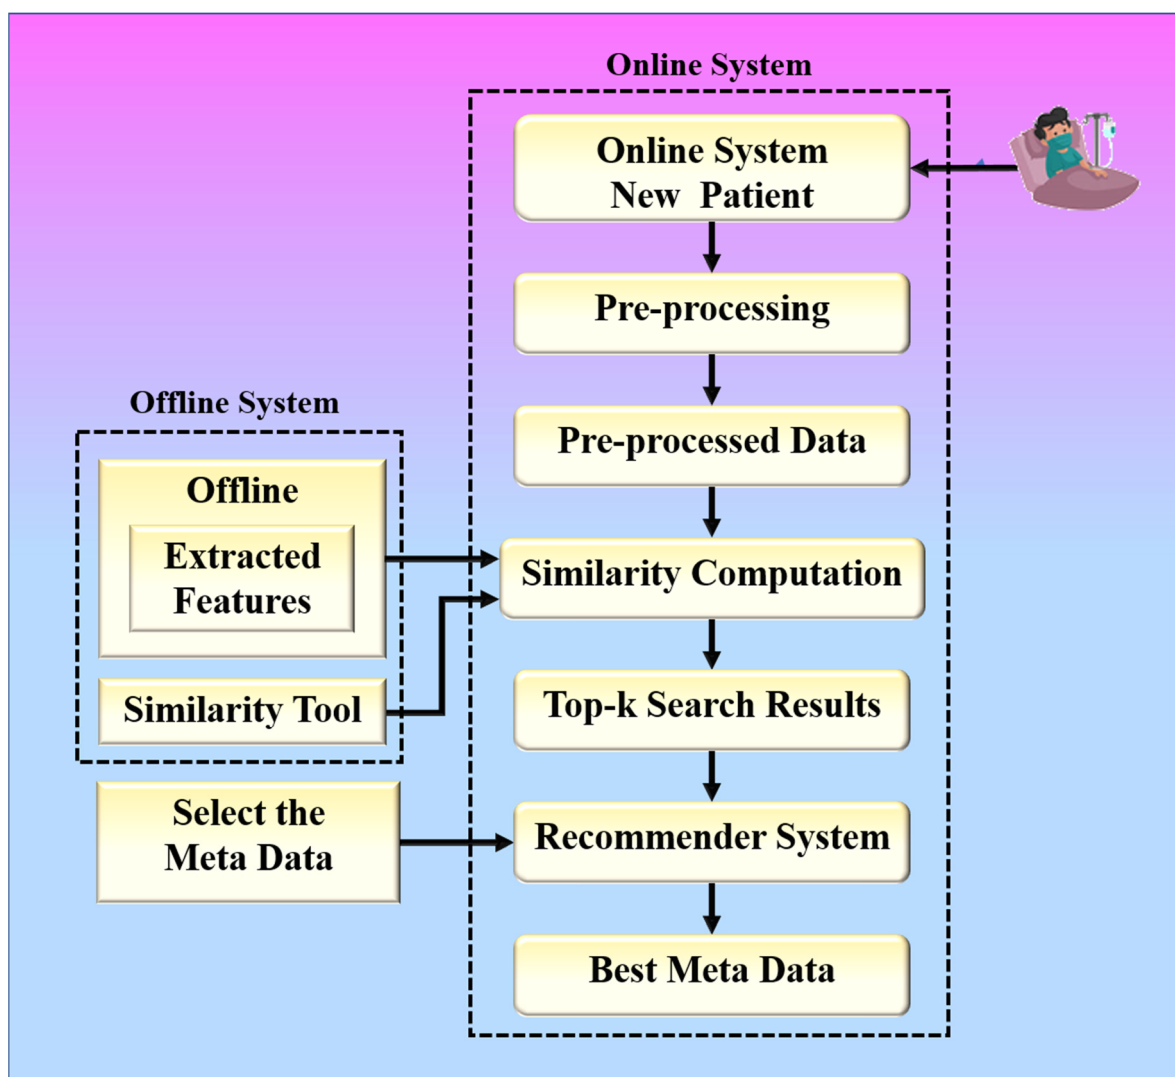 Online System
Online System
New Patient
Pre-processing
Pre-processed Data
Offline System
Offline
Extracted
Features
Similarity Computation
Similarity Tool
Top-k Search Results
Select the
Meta Data
Recommender System
Best Meta Data